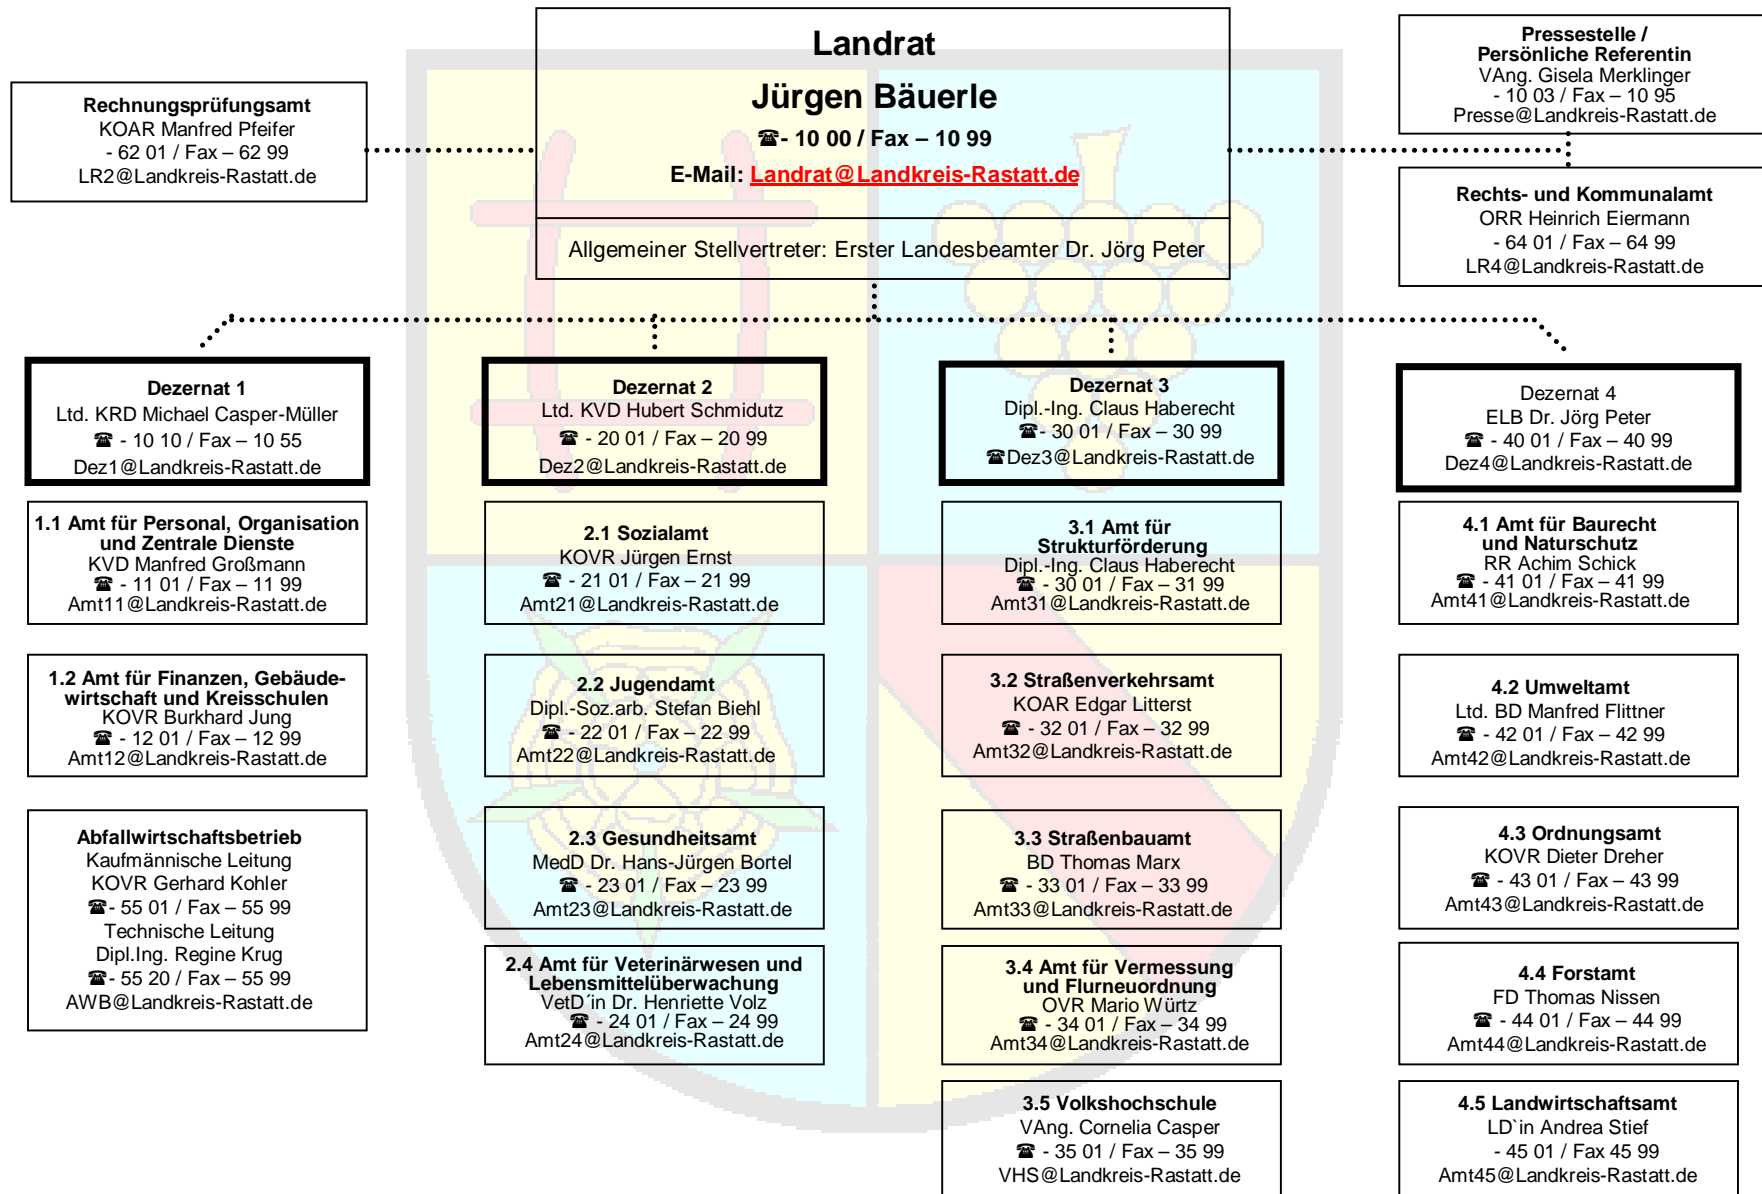 Landrat
Jürgen Bäuerle
☎- 10 00 / Fax – 10 99
E-Mail: Landrat@Landkreis-Rastatt.de
Allgemeiner Stellvertreter: Erster Landesbeamter Dr. Jörg Peter
Rechnungsprüfungsamt
KOAR Manfred Pfeifer
- 62 01 / Fax – 62 99
LR2@Landkreis-Rastatt.de
Pressestelle /
Persönliche Referentin
VAng. Gisela Merklinger
- 10 03 / Fax – 10 95
Presse@Landkreis-Rastatt.de
Rechts- und Kommunalamt
ORR Heinrich Eiermann
- 64 01 / Fax – 64 99
LR4@Landkreis-Rastatt.de
Dezernat 1
Ltd. KRD Michael Casper-Müller
☎ - 10 10 / Fax – 10 55
Dez1@Landkreis-Rastatt.de
1.1 Amt für Personal, Organisation
und Zentrale Dienste
KVD Manfred Großmann
☎ - 11 01 / Fax – 11 99
Amt11@Landkreis-Rastatt.de
1.2 Amt für Finanzen, Gebäude-
wirtschaft und Kreisschulen
KOVR Burkhard Jung
☎ - 12 01 / Fax – 12 99
Amt12@Landkreis-Rastatt.de
Abfallwirtschaftsbetrieb
Kaufmännische Leitung
KOVR Gerhard Kohler
☎- 55 01 / Fax – 55 99
Technische Leitung
Dipl.Ing. Regine Krug
☎- 55 20 / Fax – 55 99
AWB@Landkreis-Rastatt.de
Dezernat 2
Ltd. KVD Hubert Schmidutz
☎ - 20 01 / Fax – 20 99
Dez2@Landkreis-Rastatt.de
2.1 Sozialamt
KOVR Jürgen Ernst
☎ - 21 01 / Fax – 21 99
Amt21@Landkreis-Rastatt.de
2.2 Jugendamt
Dipl.-Soz.arb. Stefan Biehl
☎ - 22 01 / Fax – 22 99
Amt22@Landkreis-Rastatt.de
2.3 Gesundheitsamt
MedD Dr. Hans-Jürgen Bortel
☎ - 23 01 / Fax – 23 99
Amt23@Landkreis-Rastatt.de
2.4 Amt für Veterinärwesen und
Lebensmittelüberwachung
VetD´in Dr. Henriette Volz
☎ - 24 01 / Fax – 24 99
Amt24@Landkreis-Rastatt.de
Dezernat 3
Dipl.-Ing. Claus Haberecht
☎- 30 01 / Fax – 30 99
☎Dez3@Landkreis-Rastatt.de
3.1 Amt für
Strukturförderung
Dipl.-Ing. Claus Haberecht
☎ - 30 01 / Fax – 31 99
Amt31@Landkreis-Rastatt.de
3.2 Straßenverkehrsamt
KOAR Edgar Litterst
☎ - 32 01 / Fax – 32 99
Amt32@Landkreis-Rastatt.de
3.3 Straßenbauamt
BD Thomas Marx
☎ - 33 01 / Fax – 33 99
Amt33@Landkreis-Rastatt.de
3.4 Amt für Vermessung
und Flurneuordnung
OVR Mario Würtz
☎ - 34 01 / Fax – 34 99
Amt34@Landkreis-Rastatt.de
3.5 Volkshochschule
VAng. Cornelia Casper
☎ - 35 01 / Fax – 35 99
VHS@Landkreis-Rastatt.de
Dezernat 4
ELB Dr. Jörg Peter
☎ - 40 01 / Fax – 40 99
Dez4@Landkreis-Rastatt.de
4.1 Amt für Baurecht
und Naturschutz
RR Achim Schick
☎ - 41 01 / Fax – 41 99
Amt41@Landkreis-Rastatt.de
4.2 Umweltamt
Ltd. BD Manfred Flittner
☎ - 42 01 / Fax – 42 99
Amt42@Landkreis-Rastatt.de
4.3 Ordnungsamt
KOVR Dieter Dreher
☎ - 43 01 / Fax – 43 99
Amt43@Landkreis-Rastatt.de
4.4 Forstamt
FD Thomas Nissen
☎ - 44 01 / Fax – 44 99
Amt44@Landkreis-Rastatt.de
4.5 Landwirtschaftsamt
LD`in Andrea Stief
- 45 01 / Fax 45 99
Amt45@Landkreis-Rastatt.de